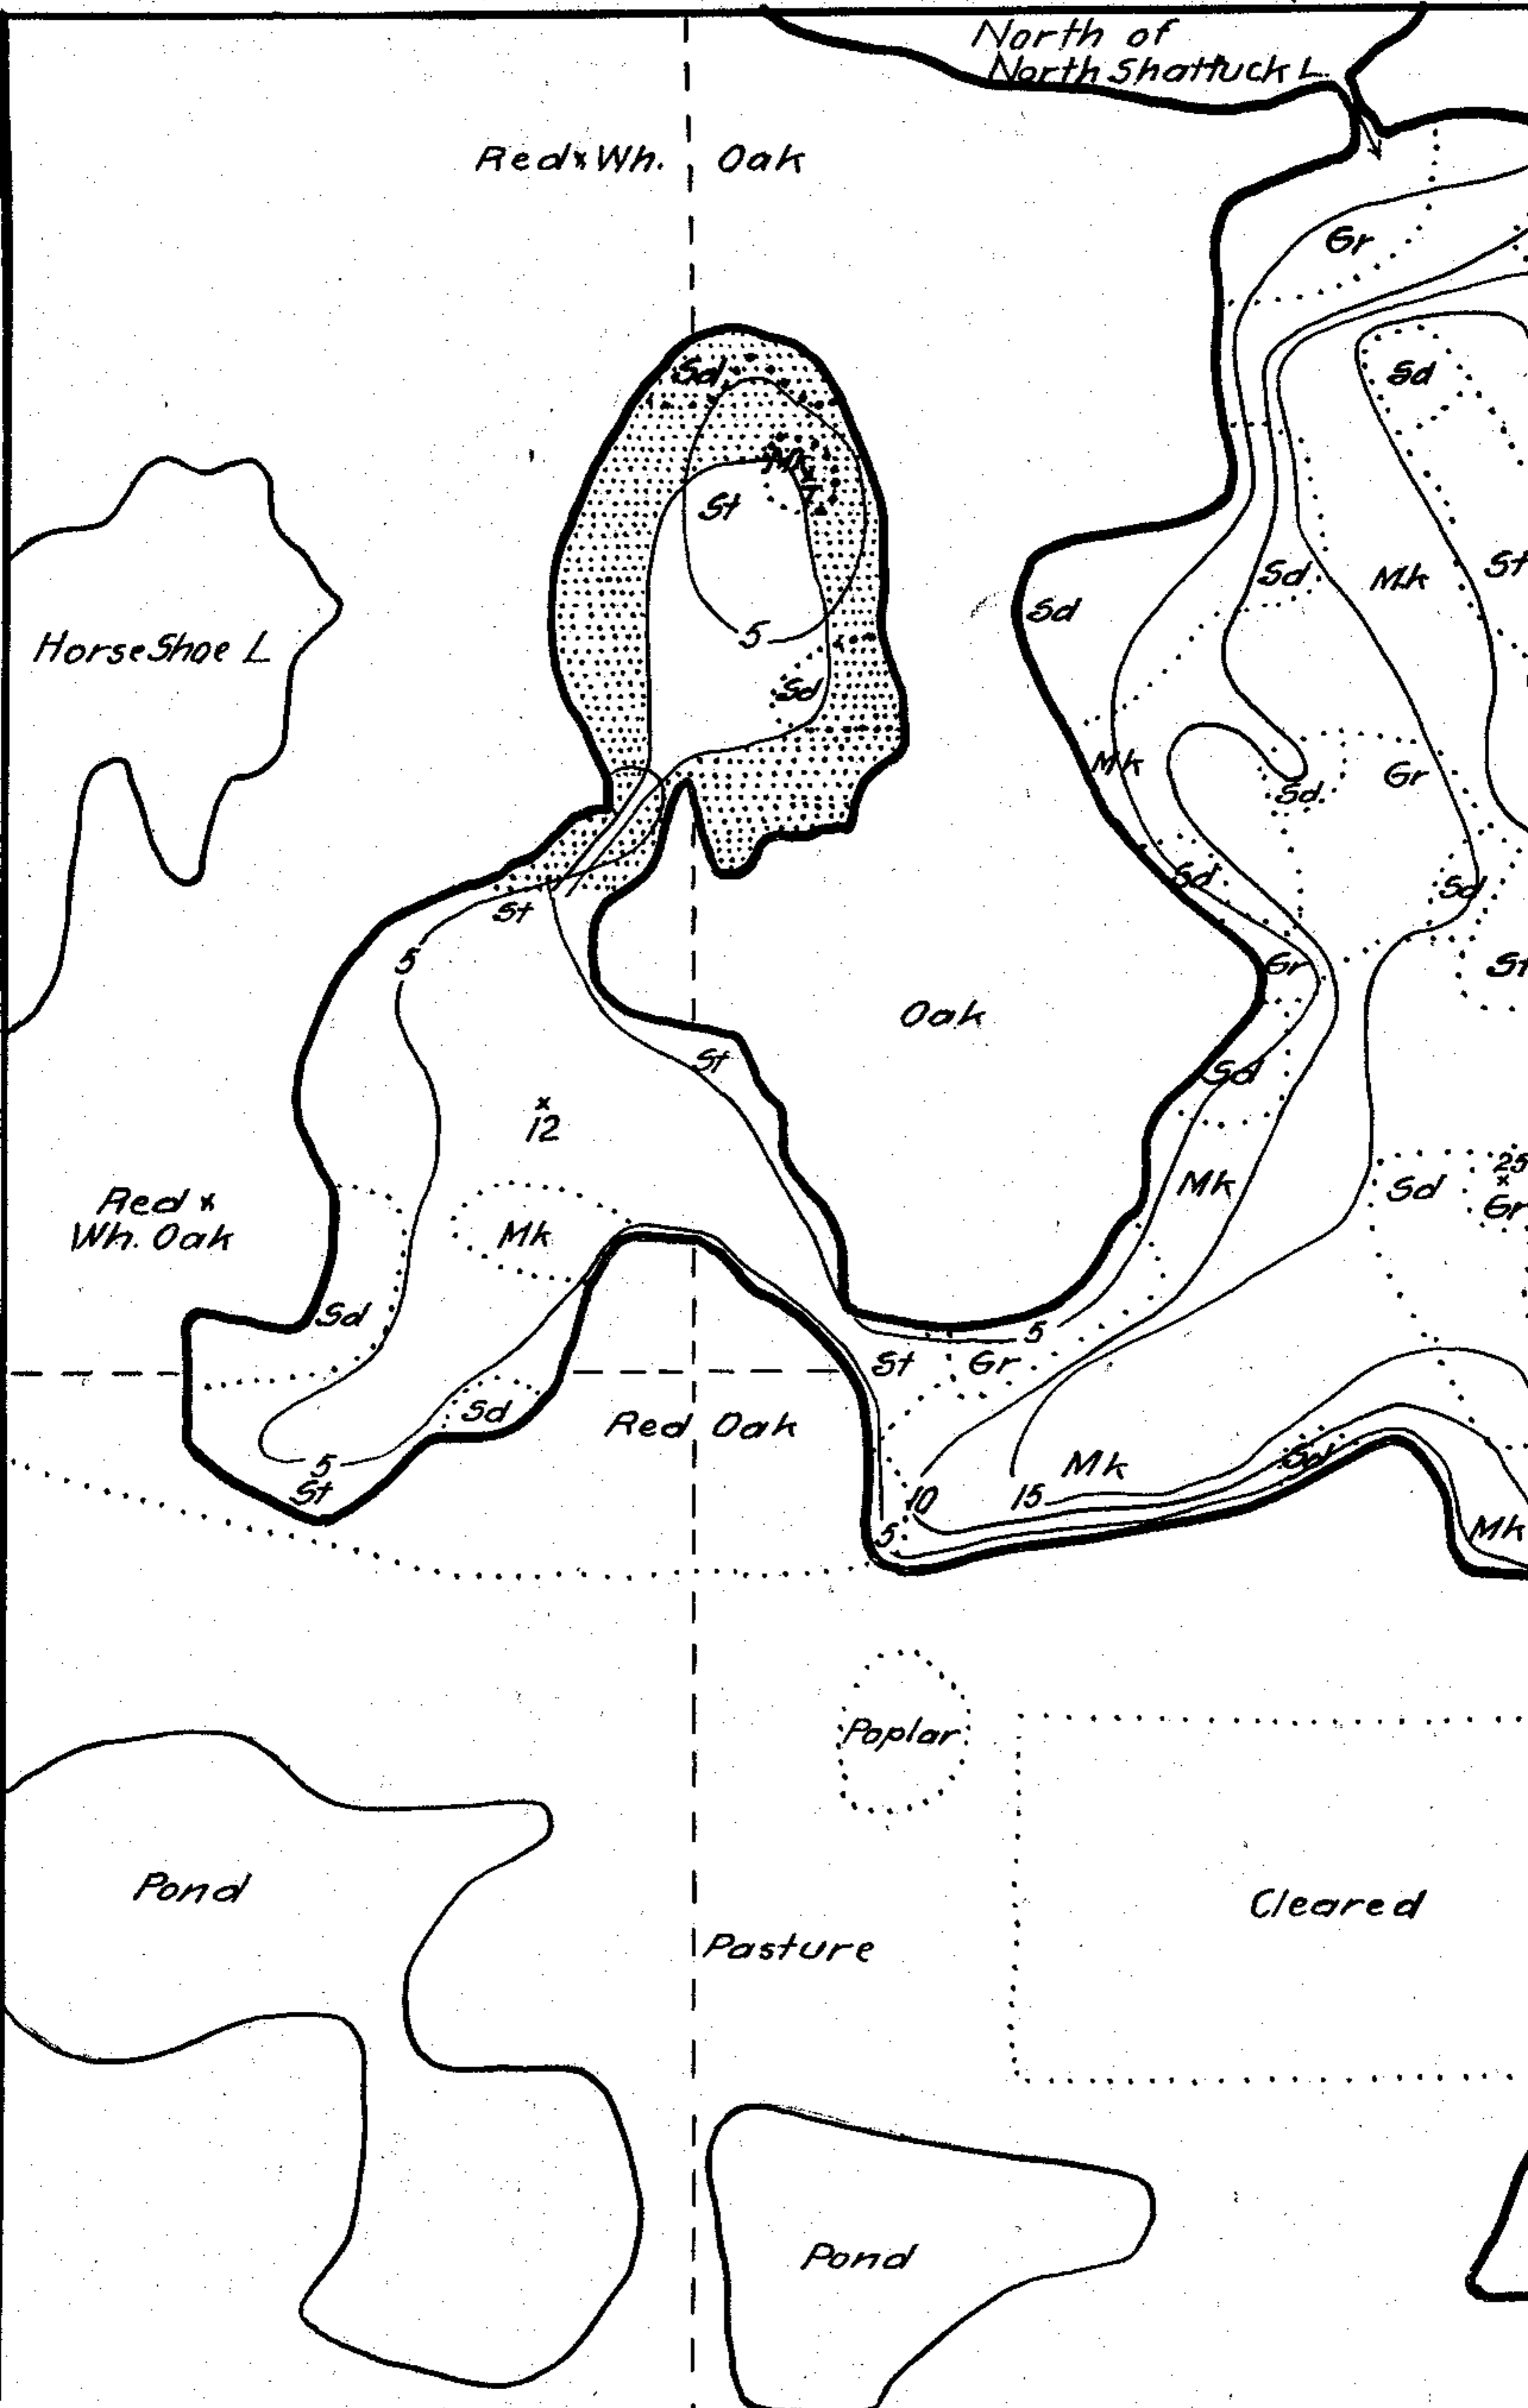 North of
North Shattuck L.
Red x Wh. Oak
Gr
Sd
Sd
Mk
St
T
Sd
Mk
St
Sd
5
HorseShoe L
Sd
Mk
Gr
Sd.
Sd
Sd
St
5
Gr
St
Oak
St
Sd
x
12
Red x
Wh. Oak
Mk
Mk
Sd
25
x
Gr
Sd
5
St
Gr
Sd
Red Oak
5
St
Mk
Sd
10
15
5
Mk
Poplar
Pond
Cleared
Pasture
Pond